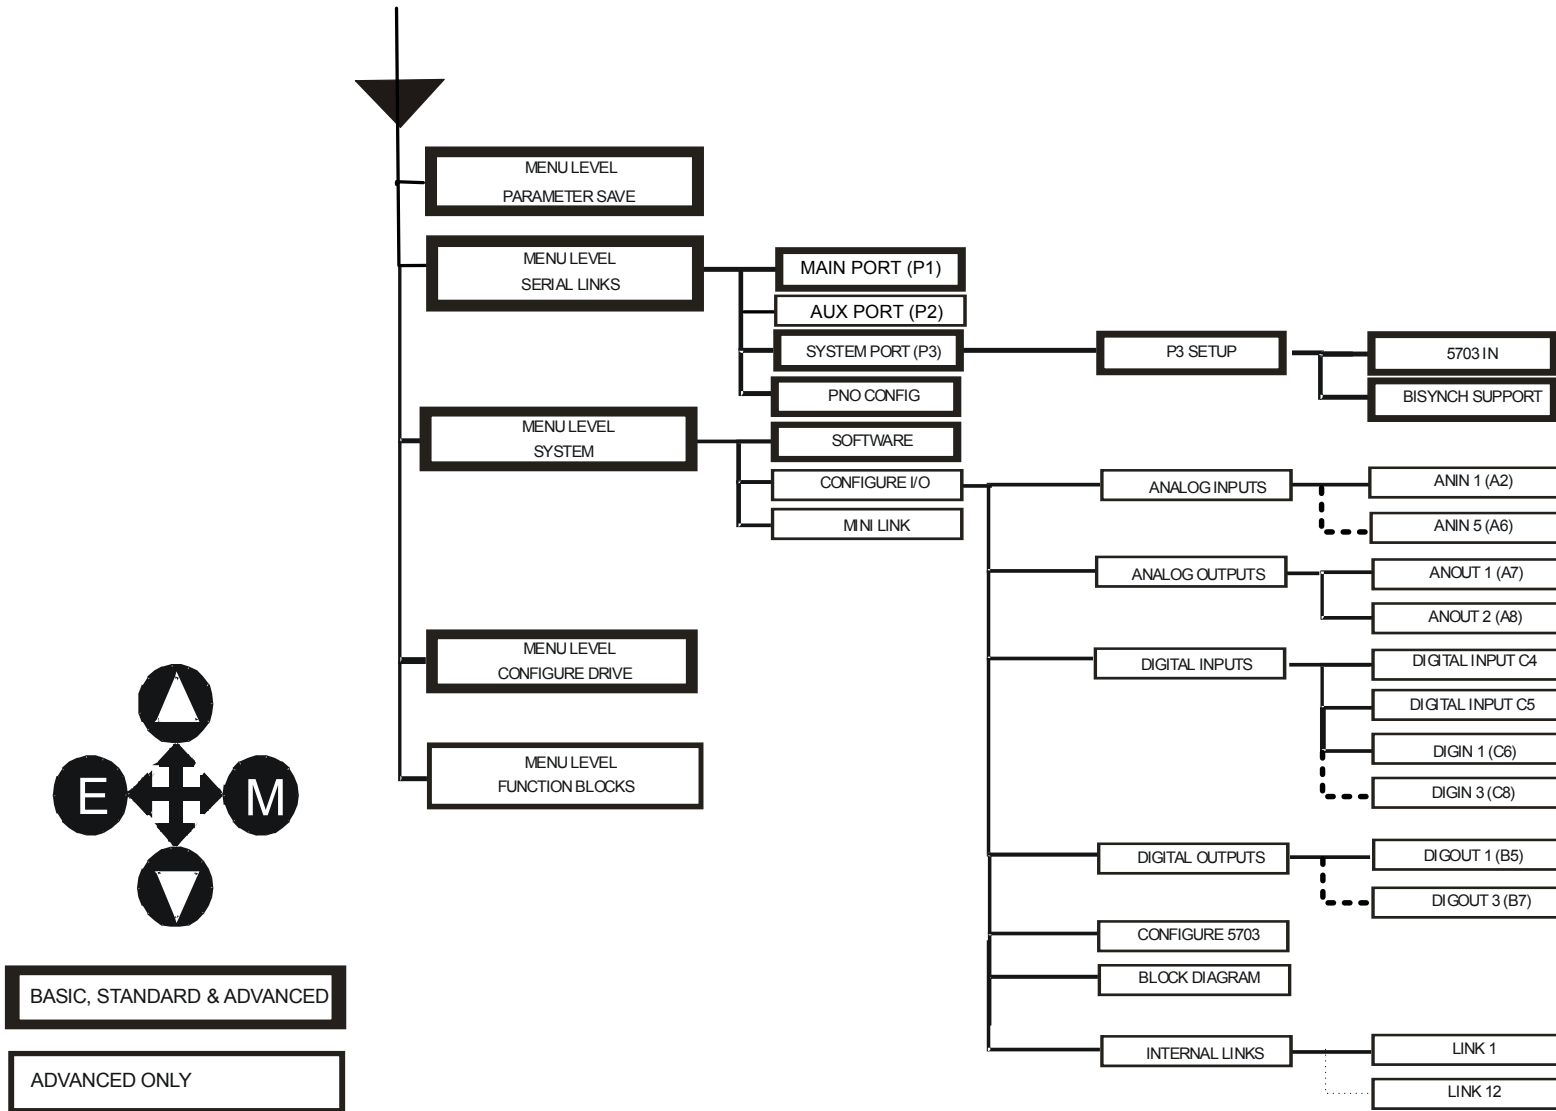 MENU LEVEL
PARAMETER SAVE
MENU LEVEL
SERIAL LINKS
MAIN PORT (P1)
AUX PORT (P2)
SYSTEM PORT (P3)
P3 SETUP
5703 IN
BISYNCH SUPPORT
PNO CONFIG
MENU LEVEL
SYSTEM
SOFTWARE
CONFIGURE I/O
MINI LINK
ANALOG INPUTS
ANIN 1 (A2)
ANIN 5 (A6)
ANALOG OUTPUTS
ANOUT 1 (A7)
ANOUT 2 (A8)
DIGITAL INPUTS
DIGITAL INPUT C4
DIGITAL INPUT C5
DIGIN 1 (C6)
DIGIN 3 (C8)
DIGITAL OUTPUTS
DIGOUT 1 (B5)
DIGOUT 3 (B7)
CONFIGURE 5703
BLOCK DIAGRAM
INTERNAL LINKS
LINK 1
LINK 12
MENU LEVEL
CONFIGURE DRIVE
MENU LEVEL
FUNCTION BLOCKS
E
M
BASIC, STANDARD & ADVANCED
ADVANCED ONLY